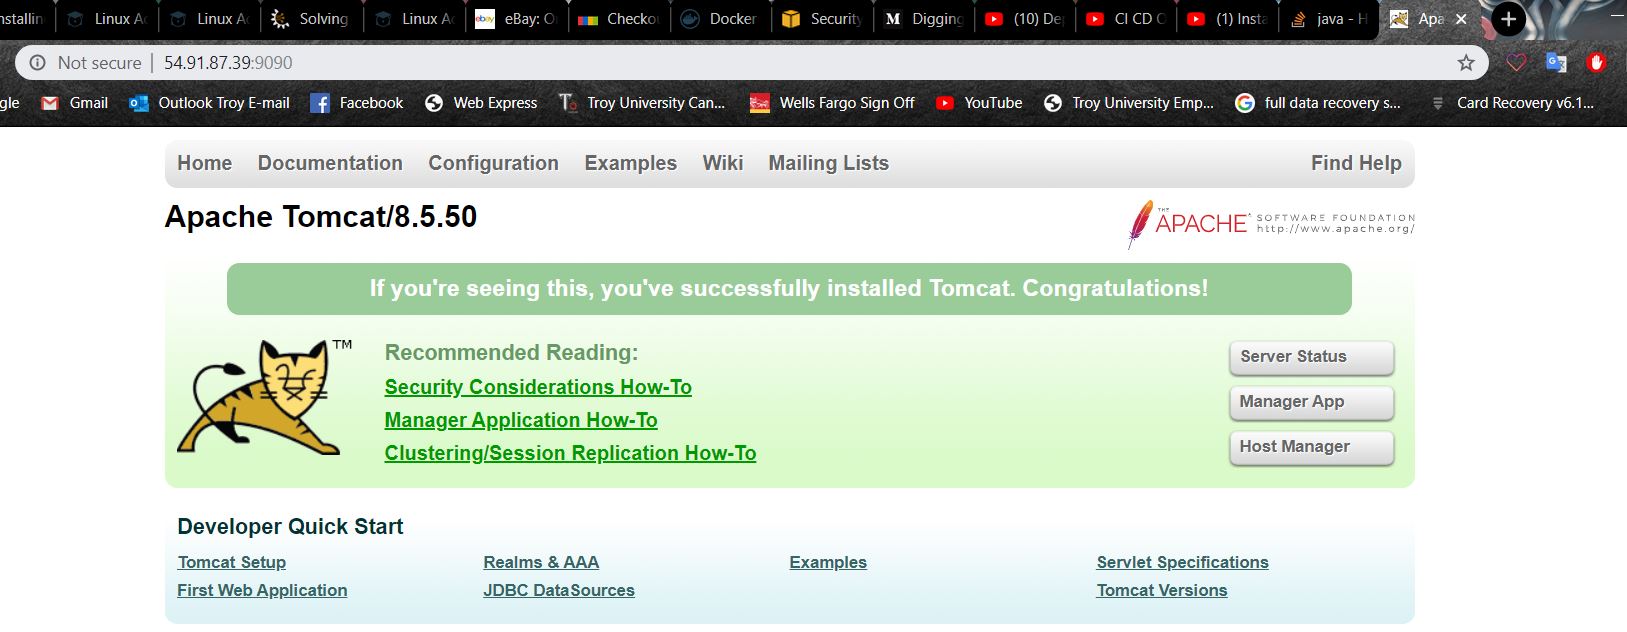 Linux Linux Solving Linux eBay: Docker Security Digging (10) CI CD (1) java -
Not secure 54.91.87.39:9090
Gmail Outlook Troy E-mail Facebook Web Express Troy University Can... Wells Fargo Sign Off YouTube Troy University Emp... full data recovery s... Card Recovery v6.1...
Home Documentation Configuration Examples Wiki Mailing Lists Find Help
Apache Tomcat/8.5.50
THE APACHE SOFTWARE FOUNDATION
http://www.apache.org/
If you're seeing this, you've successfully installed Tomcat. Congratulations!
TM
Recommended Reading:
Security Considerations How-To
Manager Application How-To
Clustering/Session Replication How-To
Server Status
Manager App
Host Manager
Developer Quick Start
Tomcat Setup Realms & AAA Examples Servlet Specifications
First Web Application JDBC DataSources Tomcat Versions